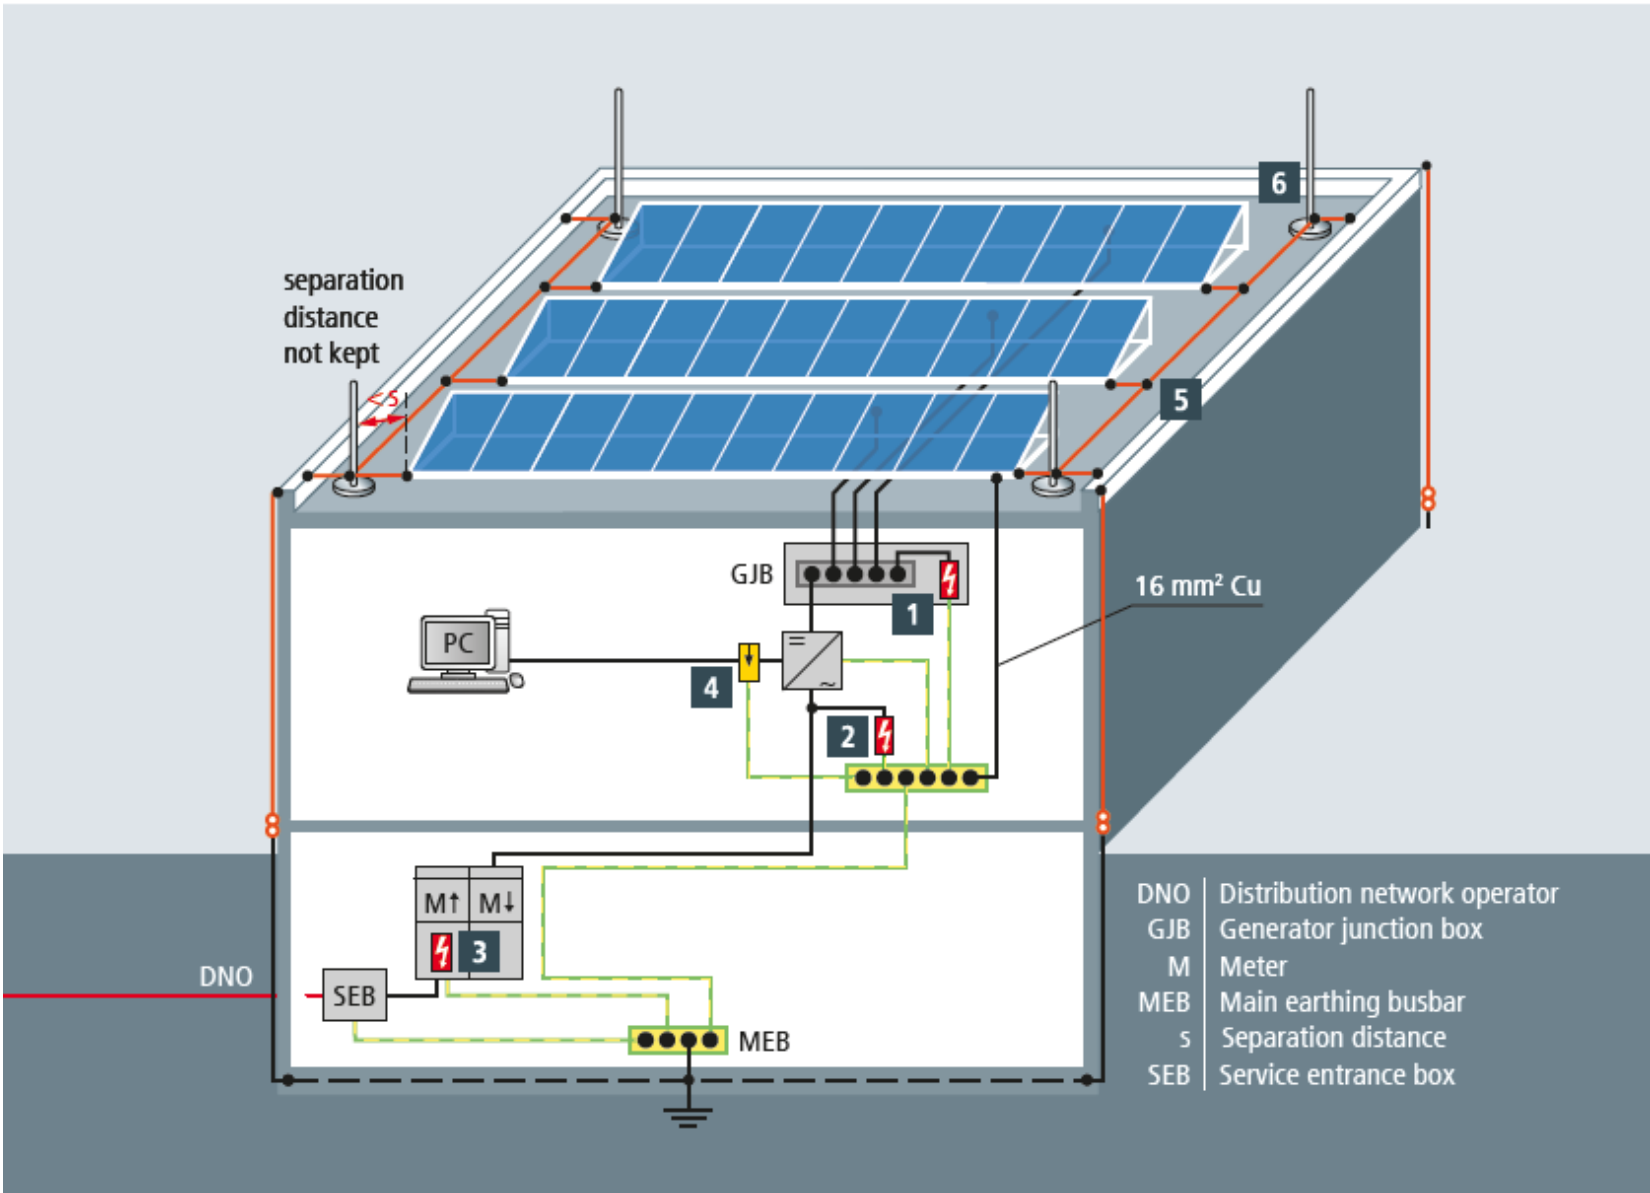 6
separation
distance
not kept
< s
5
GJB
1
16 mm² Cu
PC
=
~
4
2
M↑ M↓
3
DNO
SEB
MEB
DNO Distribution network operator
GJB Generator junction box
M Meter
MEB Main earthing busbar
s Separation distance
SEB Service entrance box